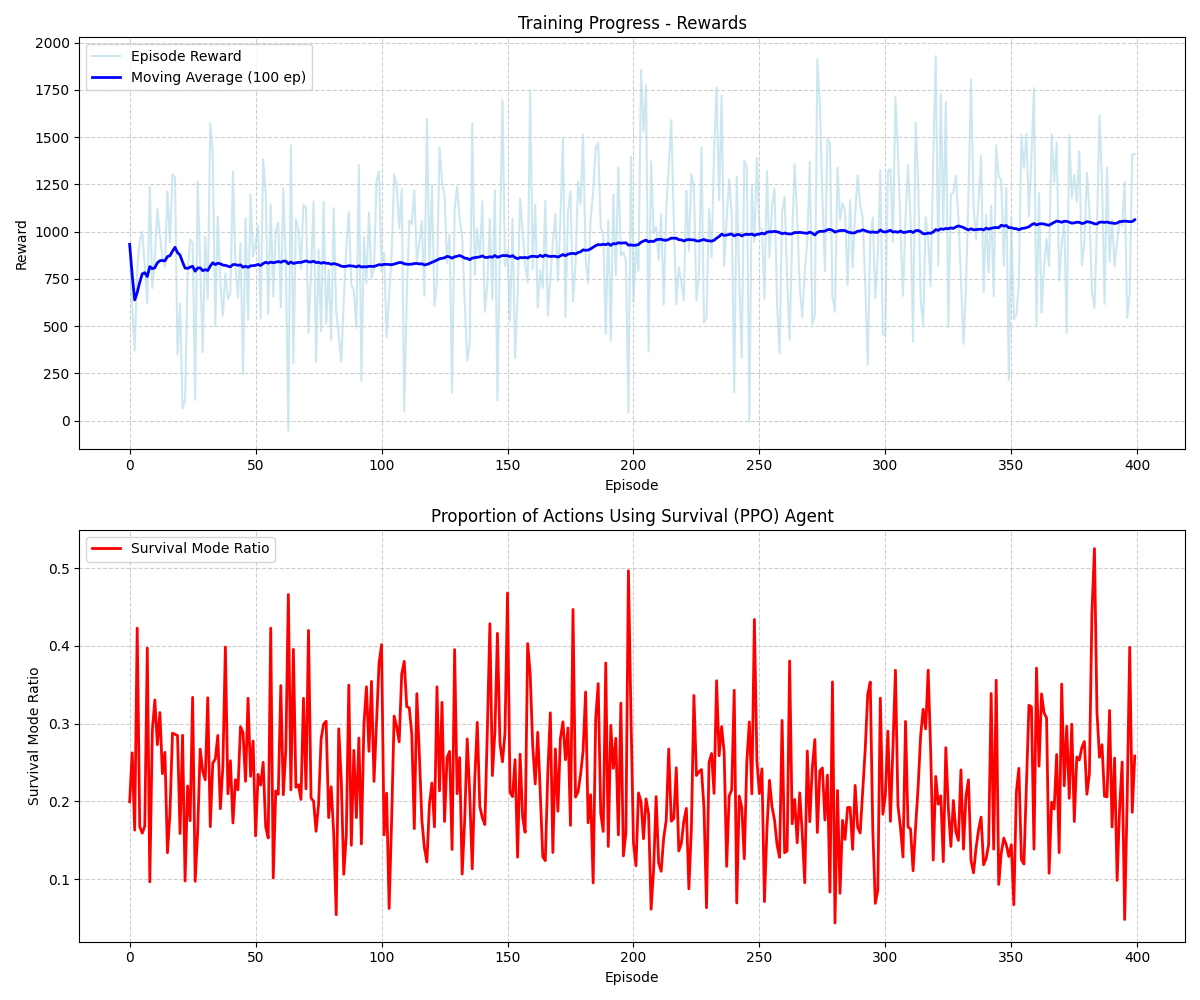 Training Progress - Rewards
2000
1750
1500
1250
1000
750
500
250
0
Reward
Episode Reward
Moving Average (100 ep)
0 50 100 150 200 250 300 350 400
Episode
Proportion of Actions Using Survival (PPO) Agent
0.5
0.4
0.3
0.2
0.1
Survival Mode Ratio
Survival Mode Ratio
0 50 100 150 200 250 300 350 400
Episode